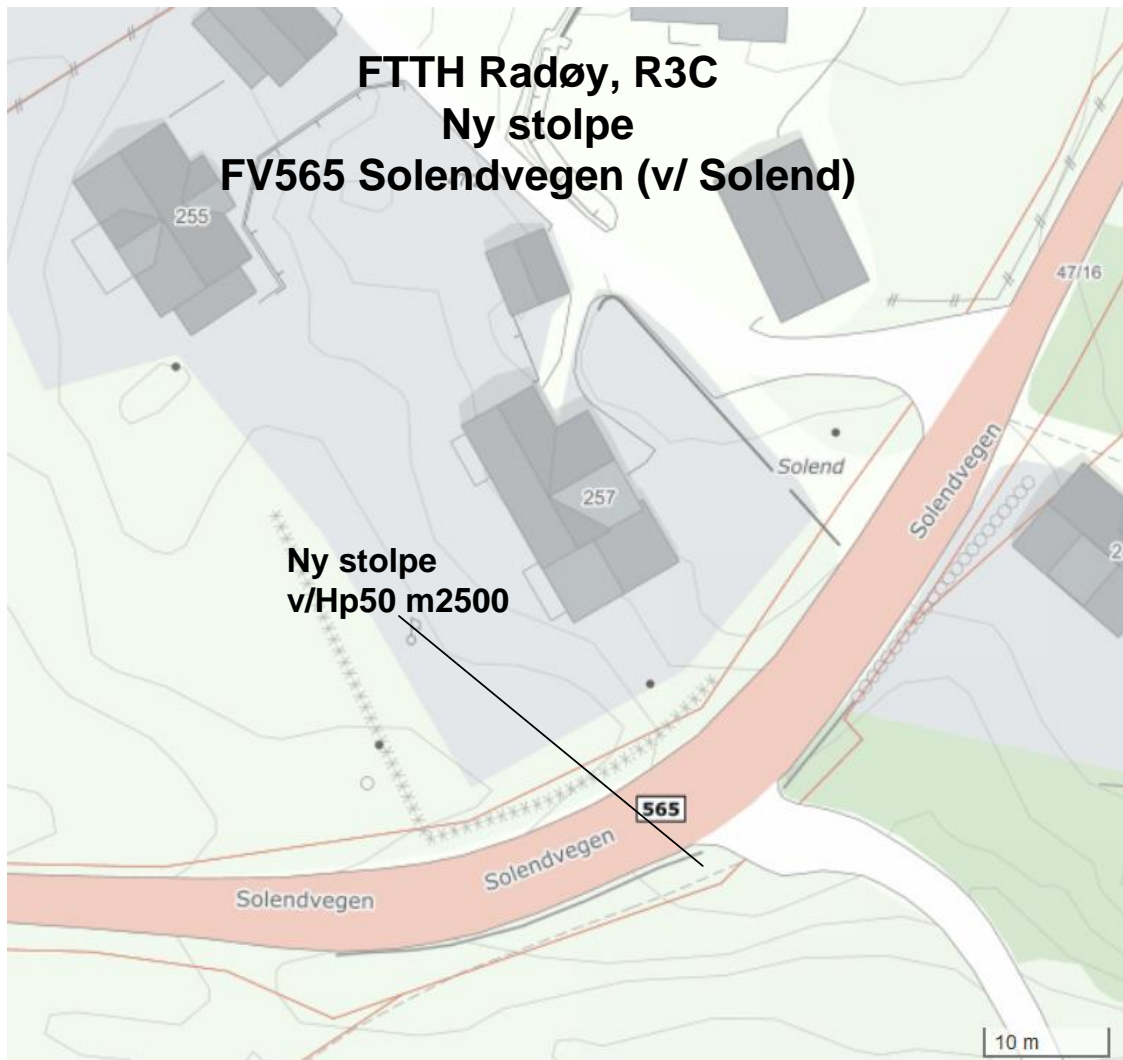 FTTH Radøy, R3C
Ny stolpe
FV565 Solendvegen (v/ Solend)
255
47/16
Solendvegen
Solend
257
2
Ny stolpe
v/Hp50 m2500
565
Solendvegen
Solendvegen
10 m